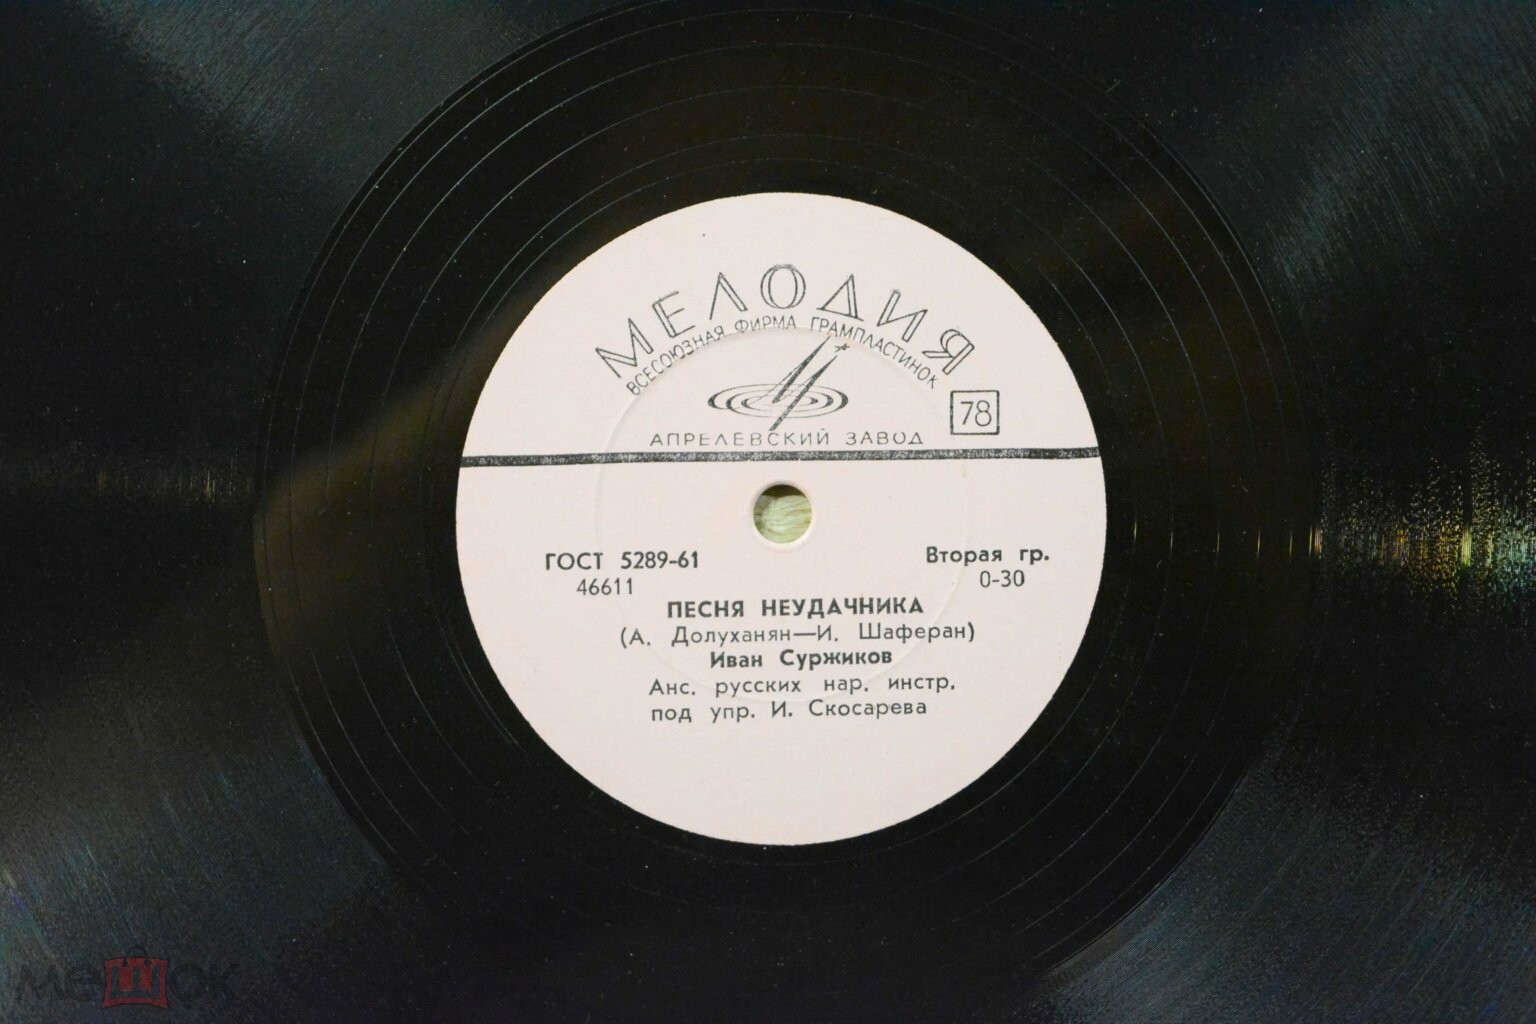 МЕЛОДИЯ
ВСЕСОЮЗНАЯ ФИРМА ГРАМПЛАСТИНОК
78
АПРЕЛЕВСКИЙ ЗАВОД
ГОСТ 5289-61
Вторая гр.
46611
0-30
ПЕСНЯ НЕУДАЧНИКА
(А. Долуханян—И. Шаферан)
Иван Суржиков
Анс. русских нар. инстр.
под упр. И. Скосарева
мешок